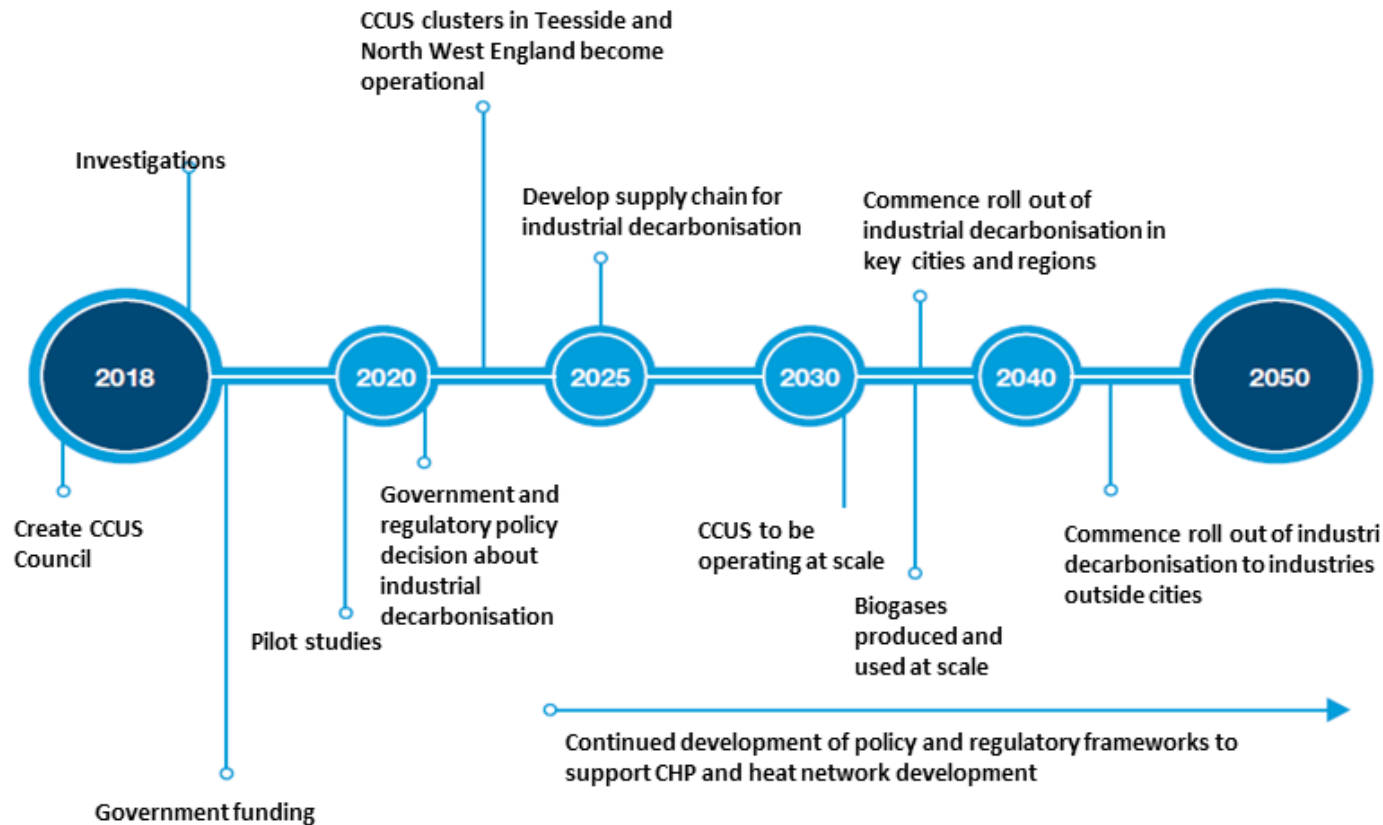 CCUS clusters in Teesside and
North West England become
operational
Investigations
Develop supply chain for
industrial decarbonisation
Commence roll out of
industrial decarbonisation in
key cities and regions
2018
2020
2025
2030
2040
2050
Create CCUS
Council
Government and
regulatory policy
decision about
industrial
decarbonisation
CCUS to be
operating at scale
Commence roll out of industri
decarbonisation to industries
outside cities
Pilot studies
Biogases
produced and
used at scale
Continued development of policy and regulatory frameworks to
support CHP and heat network development
Government funding